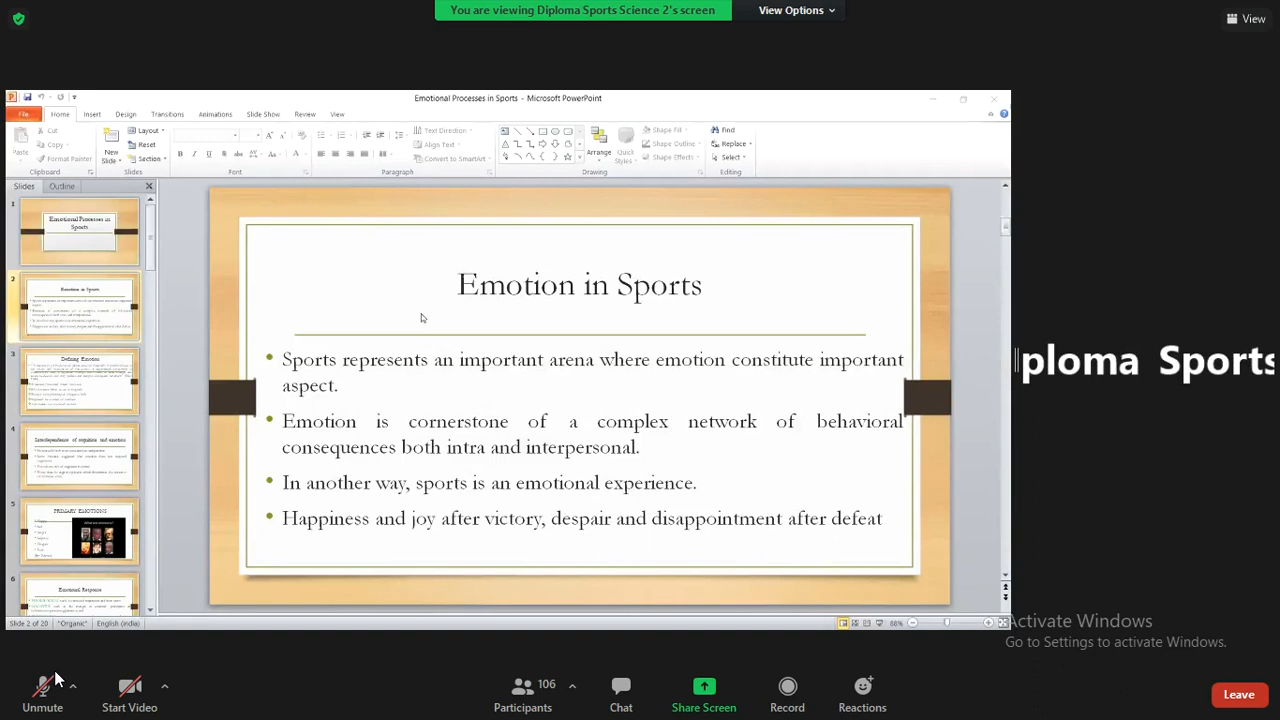 You are viewing Diploma Sports Science 2's screen
View Options
View
Emotional Processes in Sports - Microsoft PowerPoint
File Home Insert Design Transitions Animations Slide Show Review View
Cut
Copy
Format Painter
Paste
Clipboard
New Slide
Layout
Reset
Section
Slides
Font
Text Direction
Align Text
Convert to SmartArt
Paragraph
Arrange
Quick Styles
Shape Fill
Shape Outline
Shape Effects
Drawing
Find
Replace
Select
Editing
Slides Outline
1
Emotional Processes in
Sports
2
Emotion in Sports
3
Defining Emotion
4
Interdependence of cognition and emotion
5
PRIMARY EMOTIONS
6
Emotional Response
Emotion in Sports
• Sports represents an important arena where emotion constitute important
aspect.
• Emotion is cornerstone of a complex network of behavioral
consequences both intra and interpersonal.
• In another way, sports is an emotional experience.
• Happiness and joy after victory, despair and disappointment after defeat
ploma Sports
Slide 2 of 20 "Organic" English (India)
88%
Activate Windows
Go to Settings to activate Windows.
Unmute
Start Video
106
Participants
Chat
Share Screen
Record
Reactions
Leave